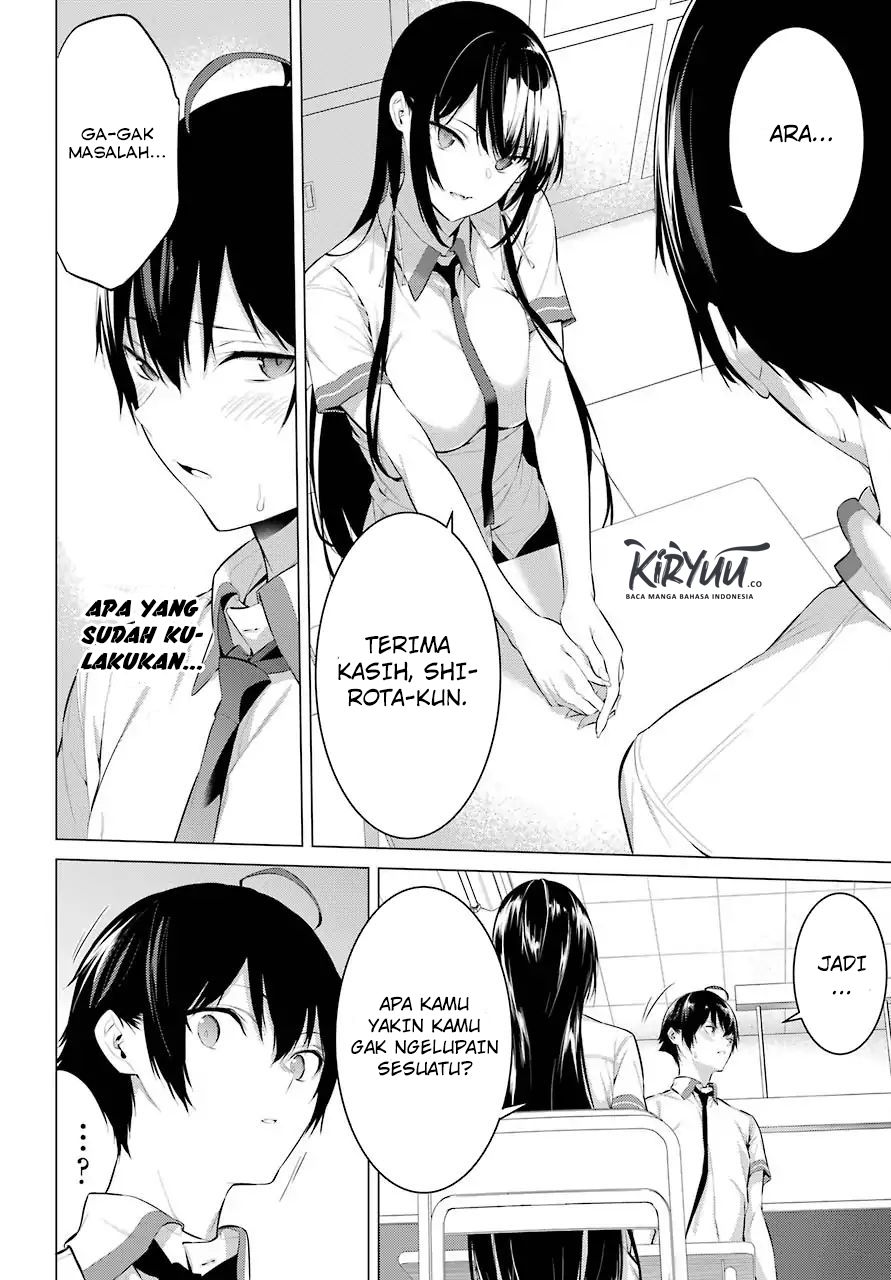 ARA...
TERIMA
KASIH, SHI-
ROTA-KUN.
GA-GAK
MASALAH...
APA YANG
SUDAH KU-
LAKUKAN...
KIRYUU.CO
BACA MANGA BAHASA INDONESIA
JADI
...
APA KAMU
YAKIN KAMU
GAK NGELUPAIN
SESUATU?
...?